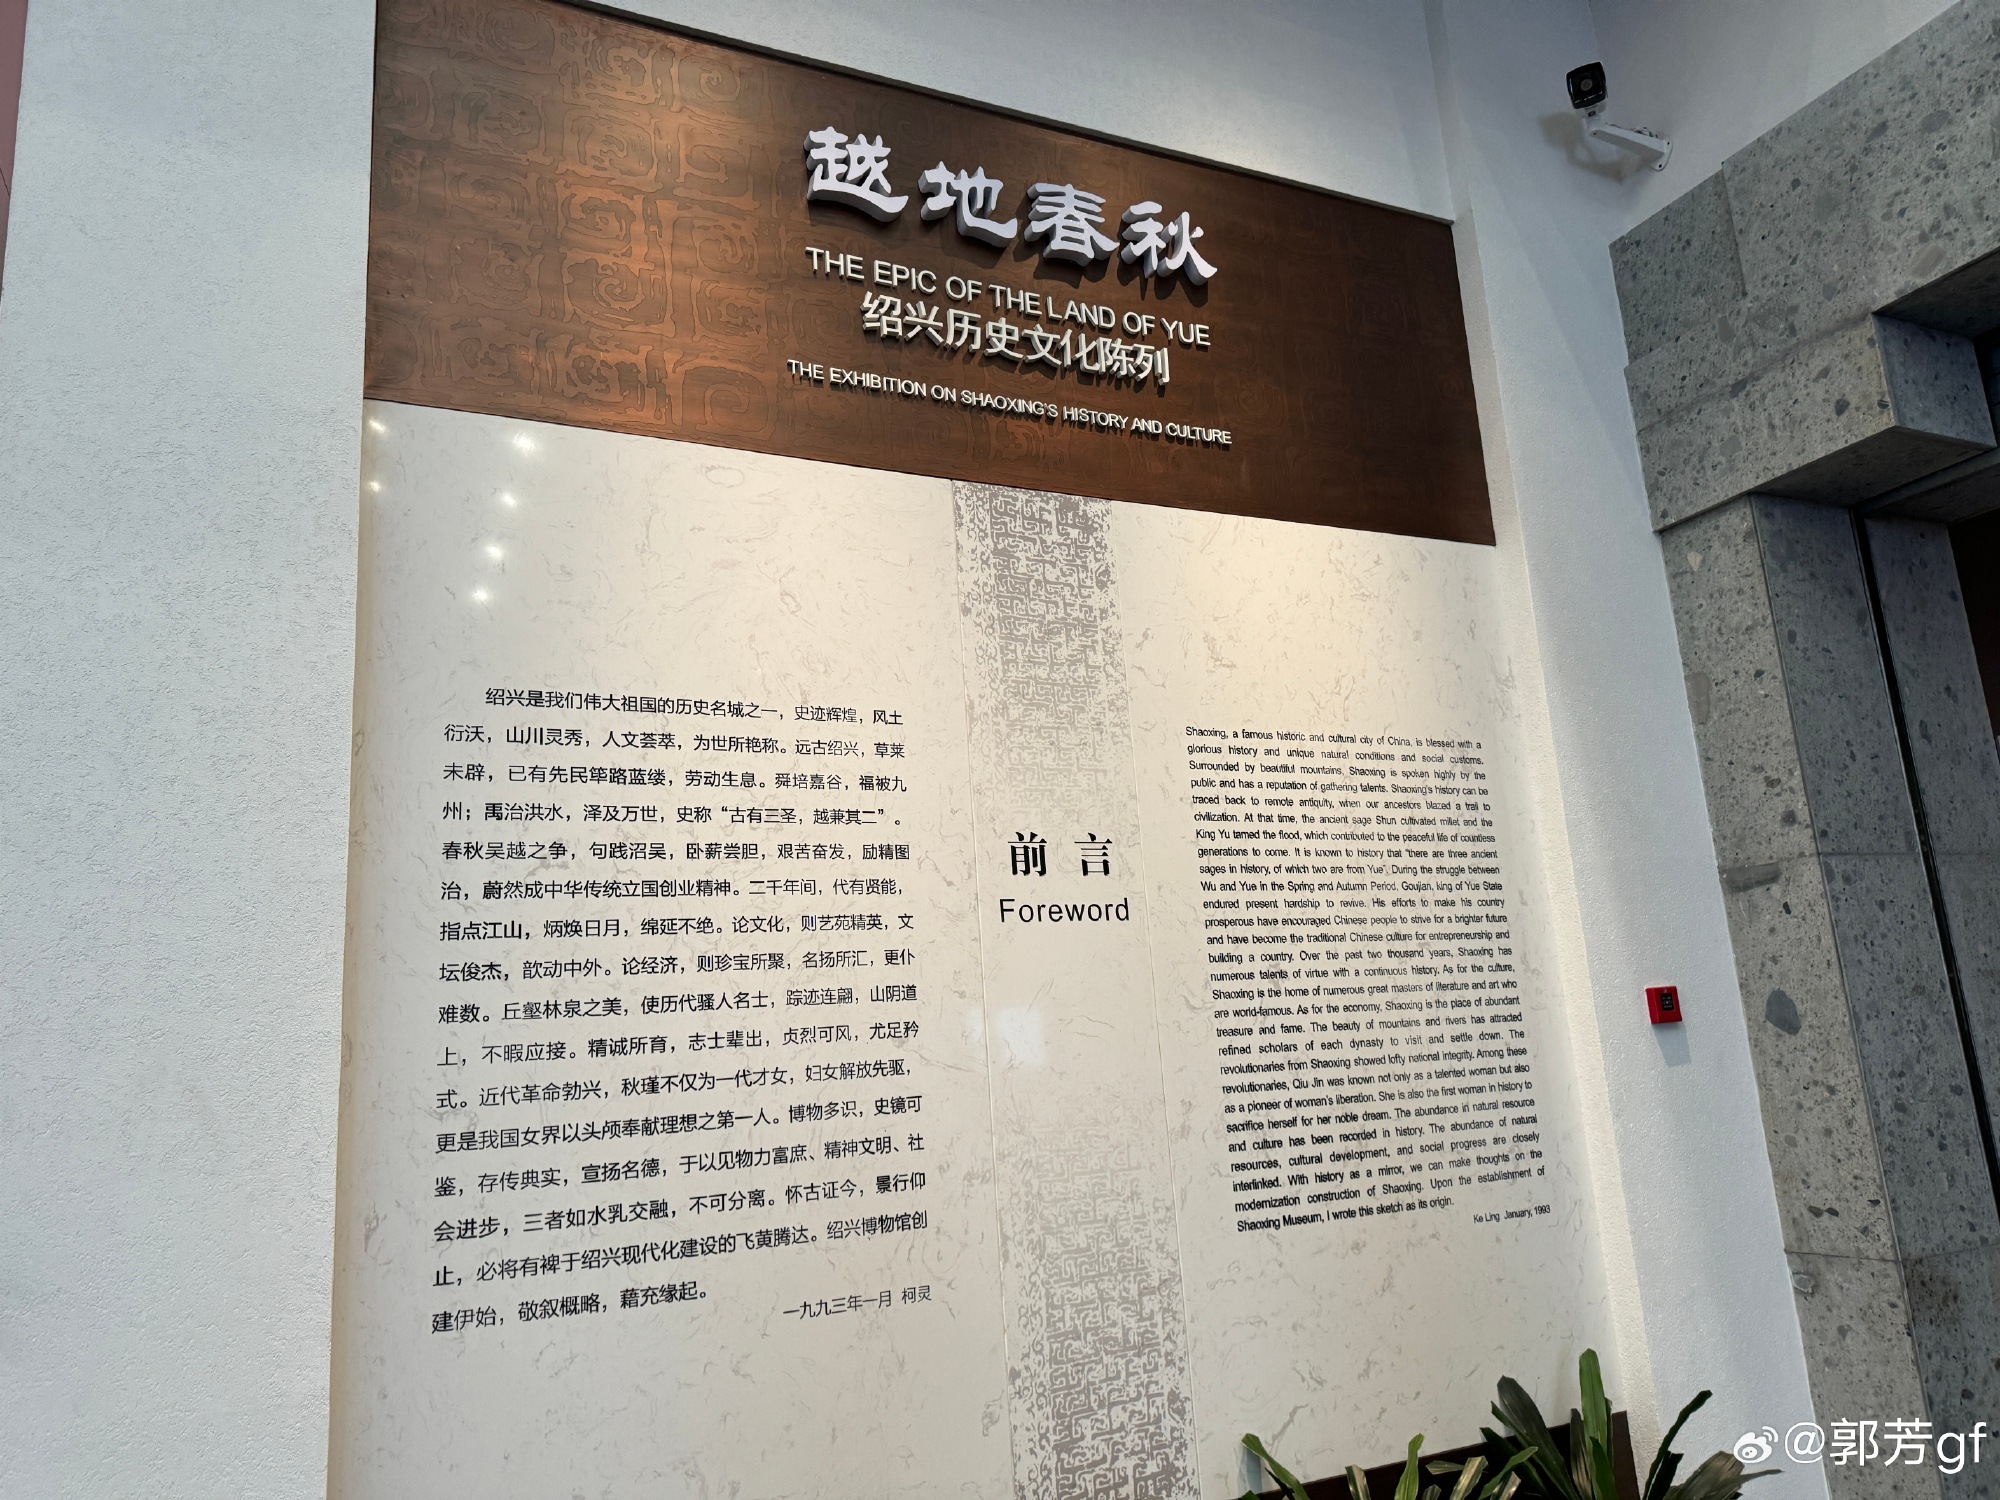 越地春秋
THE EPIC OF THE LAND OF YUE
绍兴历史文化陈列
THE EXHIBITION ON SHAOXING'S HISTORY AND CULTURE
绍兴是我们伟大祖国的历史名城之一，史迹辉煌，风土
衍沃，山川灵秀，人文荟萃，为世所艳称。远古绍兴，草莱
未辟，已有先民筚路蓝缕，劳动生息。舜培嘉谷，福被九
州；禹治洪水，泽及万世，史称“古有三圣，越兼其二”。
春秋吴越之争，句践沼吴，卧薪尝胆，艰苦奋发，励精图
治，蔚然成中华传统立国创业精神。二千年间，代有贤能，
指点江山，炳焕日月，绵延不绝。论文化，则艺苑精英，文
坛俊杰，歆动中外。论经济，则珍宝所聚，名扬所汇，更仆
难数。丘壑林泉之美，使历代骚人名士，踪迹连翩，山阴道
上，不暇应接。精诚所育，志士辈出，贞烈可风，尤足矜
式。近代革命勃兴，秋瑾不仅为一代才女，妇女解放先驱，
更是我国女界以头颅奉献理想之第一人。博物多识，史镜可
鉴，存传典实，宣扬名德，于以见物力富庶、精神文明、社
会进步，三者如水乳交融，不可分离。怀古证今，景行仰
止，必将有裨于绍兴现代化建设的飞黄腾达。绍兴博物馆创
建伊始，敬叙概略，藉充缘起。
一九九三年一月 柯灵
前言
Foreword
Shaoxing, a famous historic and cultural city of China, is blessed with a
glorious history and unique natural conditions and social customs.
Surrounded by beautiful mountains, Shaoxing is spoken highly by the
public and has a reputation of gathering talents. Shaoxing's history can be
traced back to remote antiquity, when our ancestors blazed a trail to
civilization. At that time, the ancient sage Shun cultivated millet and the
King Yu tamed the flood, which contributed to the peaceful life of countless
generations to come. It is known to history that "there are three ancient
sages in history, of which two are from Yue". During the struggle between
Wu and Yue in the Spring and Autumn Period, Goujian, king of Yue State
endured present hardship to revive. His efforts to make his country
prosperous have encouraged Chinese people to strive for a brighter future
and have become the traditional Chinese culture for entrepreneurship and
building a country. Over the past two thousand years, Shaoxing has
numerous talents of virtue with a continuous history. As for the culture,
Shaoxing is the home of numerous great masters of literature and art who
are world-famous. As for the economy, Shaoxing is the place of abundant
treasure and fame. The beauty of mountains and rivers has attracted
refined scholars of each dynasty to visit and settle down. The
revolutionaries from Shaoxing showed lofty national integrity. Among these
revolutionaries, Qiu Jin was known not only as a talented woman but also
as a pioneer of woman's liberation. She is also the first woman in history to
sacrifice herself for her noble dream. The abundance in natural resource
and culture has been recorded in history. The abundance of natural
resources, cultural development, and social progress are closely
interlinked. With history as a mirror, we can make thoughts on the
modernization construction of Shaoxing. Upon the establishment of
Shaoxing Museum, I wrote this sketch as its origin.
Ke Ling January, 1993
@郭芳gf